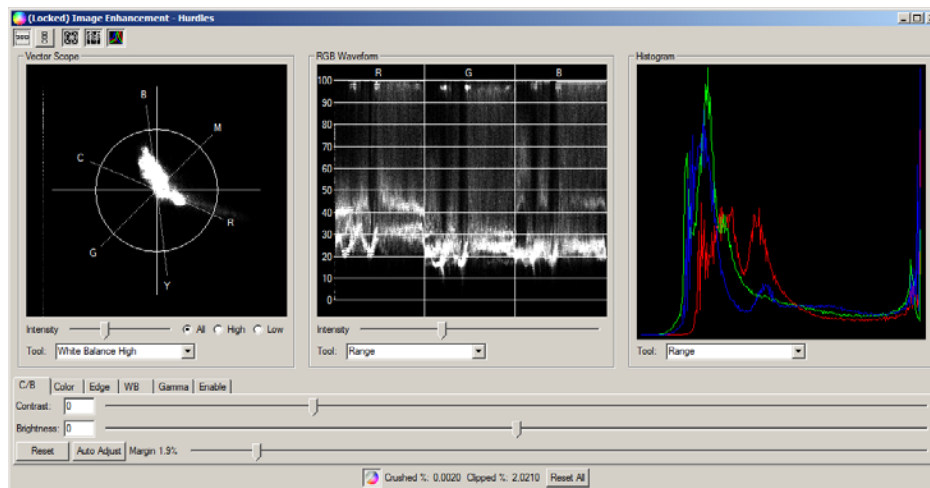 (Locked) Image Enhancement - Hurdles
Vector Scope
RGB Waveform
Histogram
B
M
C
R
G
Y
R G B
100
90
80
70
60
50
40
30
20
10
0
Intensity All High Low
Tool: White Balance High
Intensity
Tool: Range
Tool: Range
C/B Color Edge WB Gamma Enable
Contrast: 0
Brightness: 0
Reset Auto Adjust Margin 1.9%
Crushed %: 0.0020 Clipped %: 2.0210 Reset All